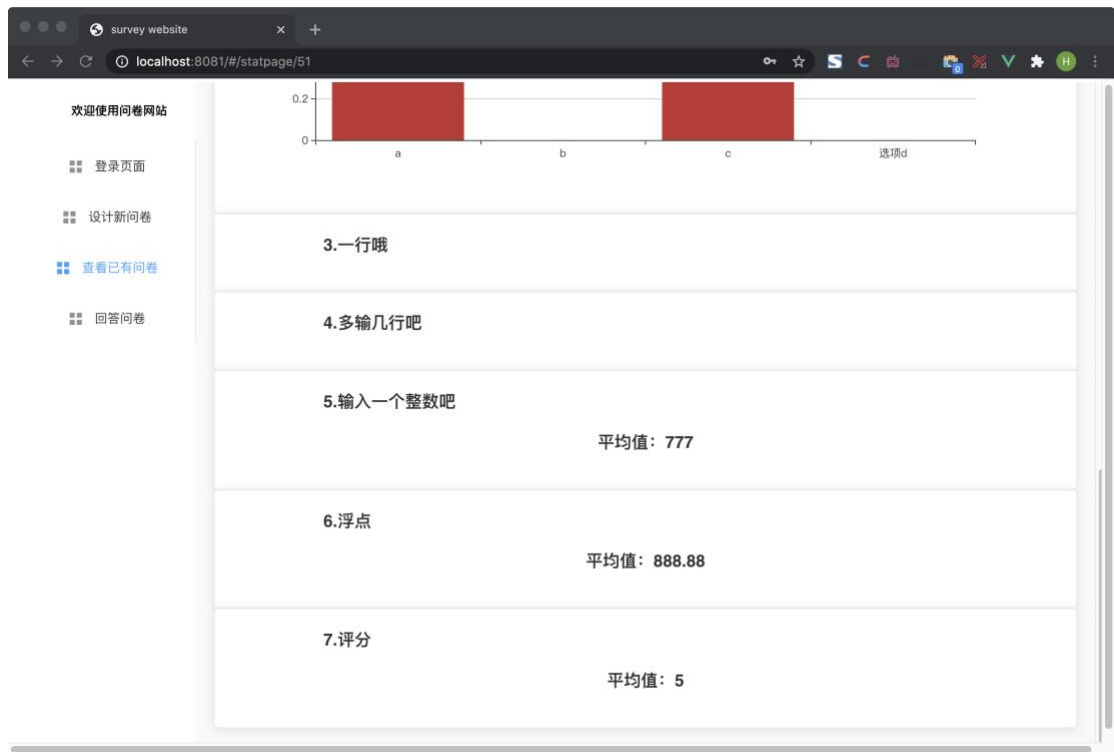 survey website
localhost:8081/#/statpage/51
0
H
欢迎使用问卷网站
登录页面
设计新问卷
查看已有问卷
回答问卷
0.2
0
a
b
c
选项d
3.一行哦
4.多输几行吧
5.输入一个整数吧
平均值：777
6.浮点
平均值：888.88
7.评分
平均值：5